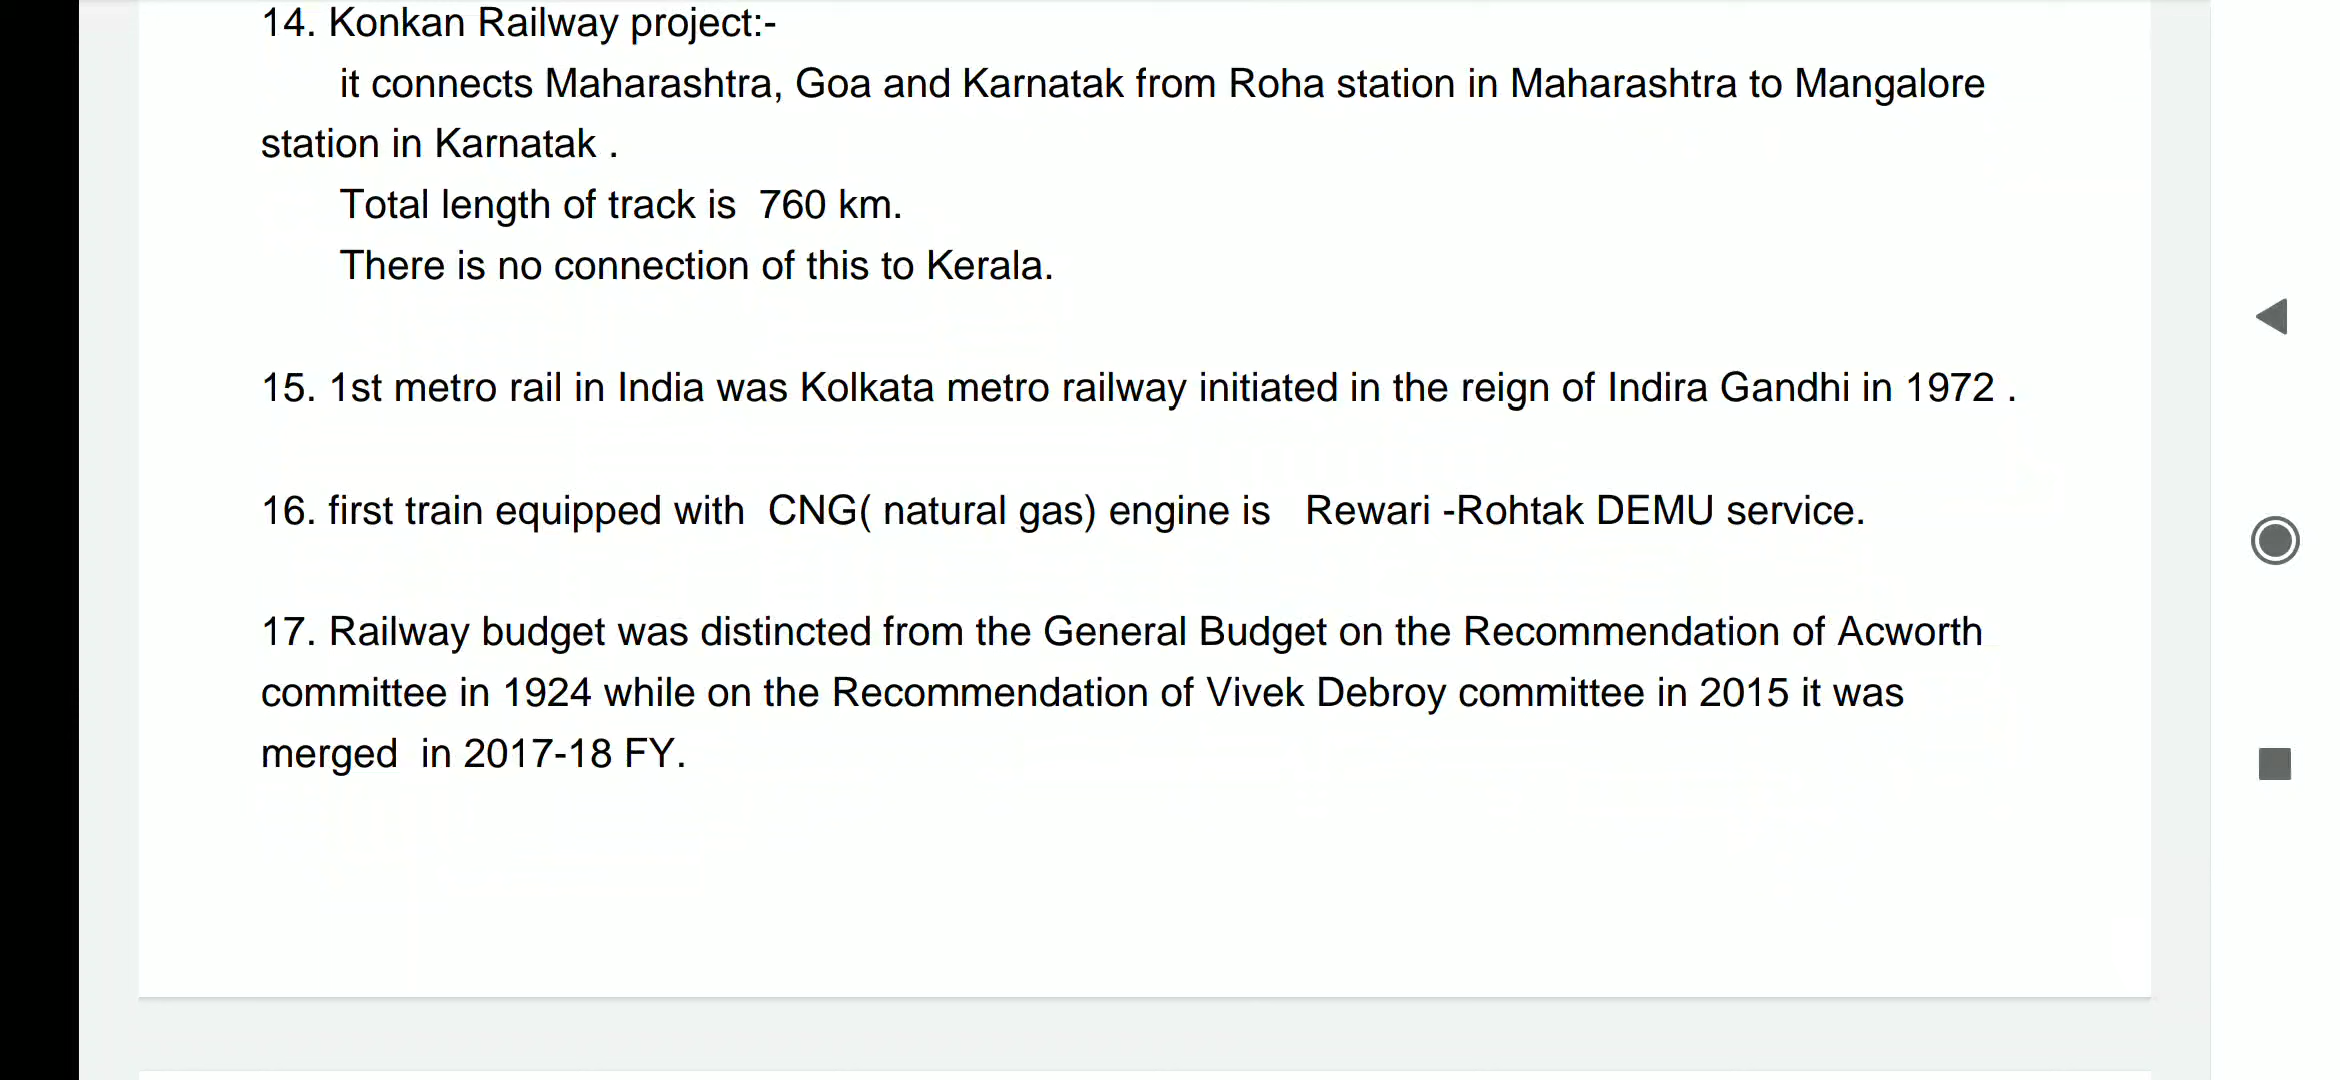 14. Konkan Railway project:-
it connects Maharashtra, Goa and Karnatak from Roha station in Maharashtra to Mangalore
station in Karnatak .
Total length of track is  760 km.
There is no connection of this to Kerala.
15. 1st metro rail in India was Kolkata metro railway initiated in the reign of Indira Gandhi in 1972 .
16. first train equipped with  CNG( natural gas) engine is   Rewari -Rohtak DEMU service.
17. Railway budget was distincted from the General Budget on the Recommendation of Acworth
committee in 1924 while on the Recommendation of Vivek Debroy committee in 2015 it was
merged  in 2017-18 FY.